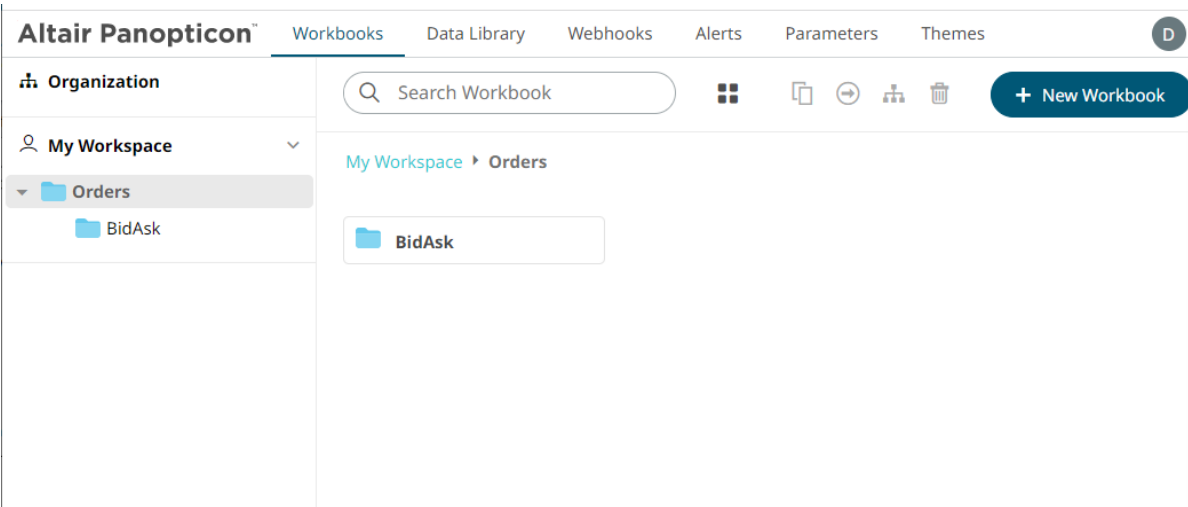 Altair Panopticon™ Workbooks Data Library Webhooks Alerts Parameters Themes D
Organization
Search Workbook + New Workbook
My Workspace
My Workspace Orders
Orders
BidAsk
BidAsk